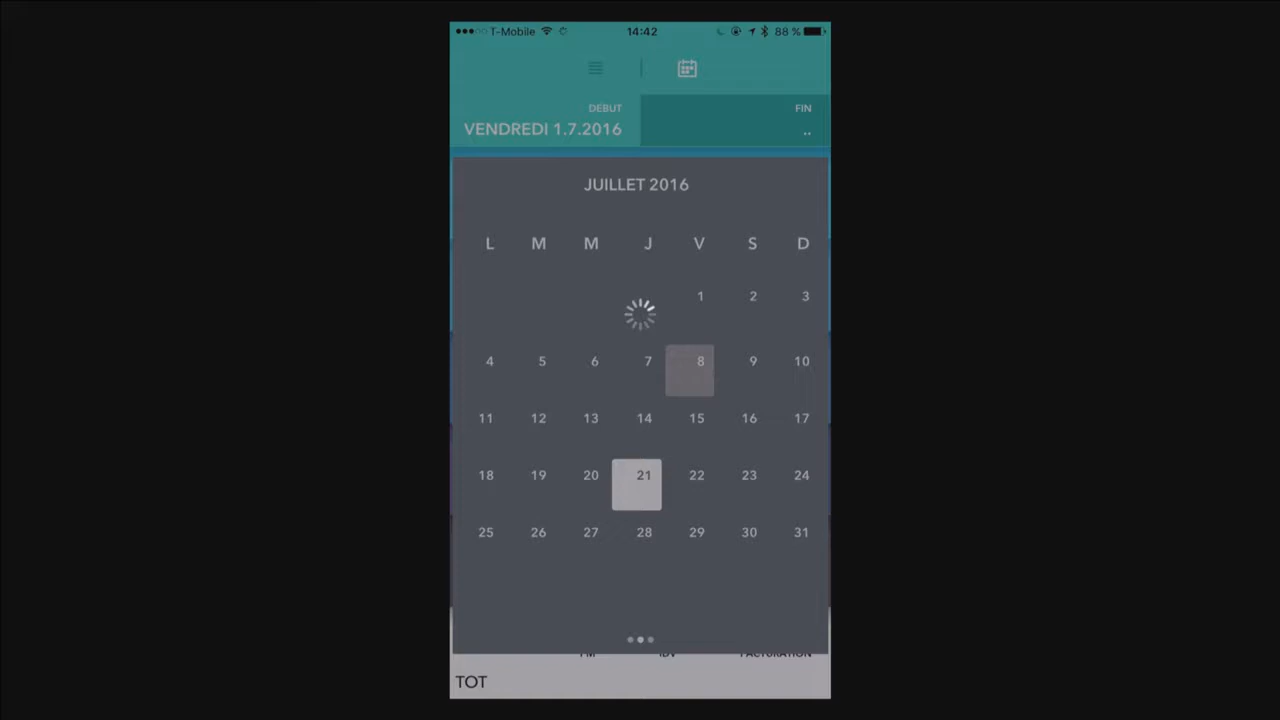 T-Mobile 14:42 88 %
DÉBUT FIN
VENDREDI 1.7.2016 ..
JUILLET 2016
L M M J V S D
1 2 3
4 5 6 7 8 9 10
11 12 13 14 15 16 17
18 19 20 21 22 23 24
25 26 27 28 29 30 31
FACTURATION
TOT